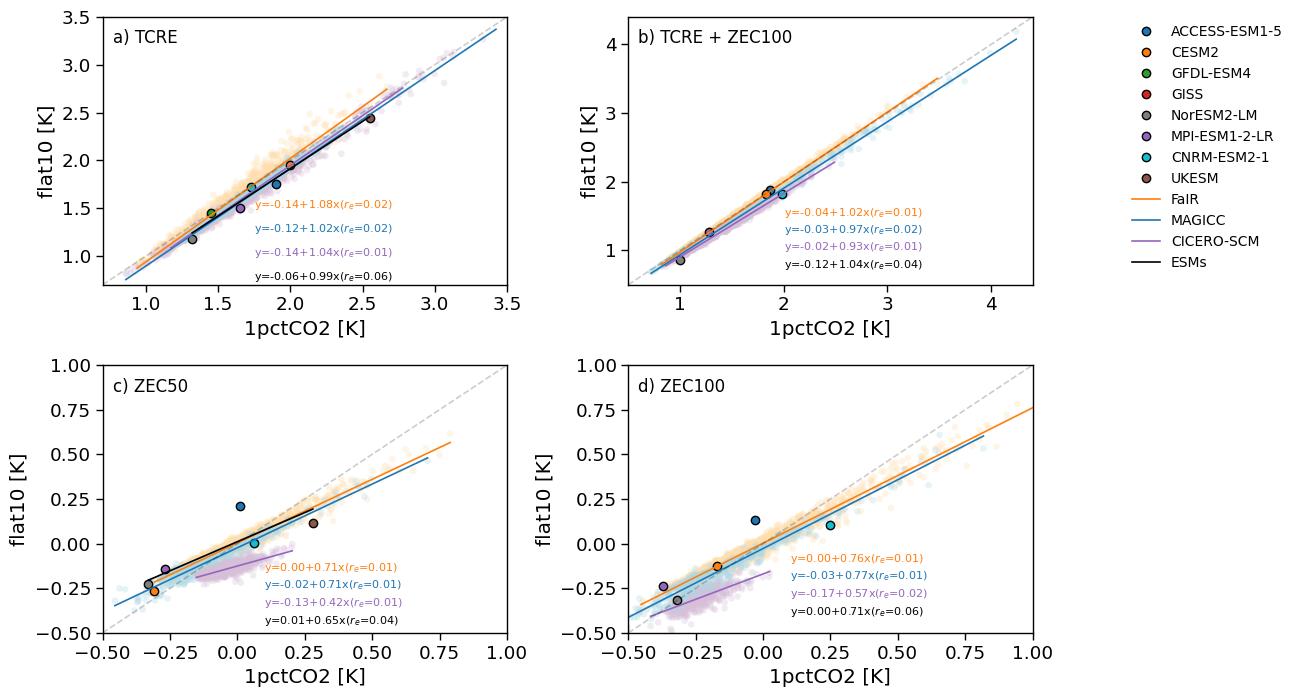 a) TCRE
3.5
3.0
2.5
2.0
1.5
1.0
flat10 [K]
y=-0.14+1.08x(re=0.02)
y=-0.12+1.02x(re=0.02)
y=-0.14+1.04x(re=0.01)
y=-0.06+0.99x(re=0.06)
1.0 1.5 2.0 2.5 3.0 3.5
1pctCO2 [K]
b) TCRE + ZEC100
4
3
2
1
flat10 [K]
y=-0.04+1.02x(re=0.01)
y=-0.03+0.97x(re=0.02)
y=-0.02+0.93x(re=0.01)
y=-0.12+1.04x(re=0.04)
1 2 3 4
1pctCO2 [K]
ACCESS-ESM1-5
CESM2
GFDL-ESM4
GISS
NorESM2-LM
MPI-ESM1-2-LR
CNRM-ESM2-1
UKESM
FaIR
MAGICC
CICERO-SCM
ESMs
c) ZEC50
1.00
0.75
0.50
0.25
0.00
−0.25
−0.50
flat10 [K]
y=0.00+0.71x(re=0.01)
y=-0.02+0.71x(re=0.01)
y=-0.13+0.42x(re=0.01)
y=0.01+0.65x(re=0.04)
−0.50 −0.25 0.00 0.25 0.50 0.75 1.00
1pctCO2 [K]
d) ZEC100
1.00
0.75
0.50
0.25
0.00
−0.25
−0.50
flat10 [K]
y=0.00+0.76x(re=0.01)
y=-0.03+0.77x(re=0.01)
y=-0.17+0.57x(re=0.02)
y=0.00+0.71x(re=0.06)
−0.50 −0.25 0.00 0.25 0.50 0.75 1.00
1pctCO2 [K]